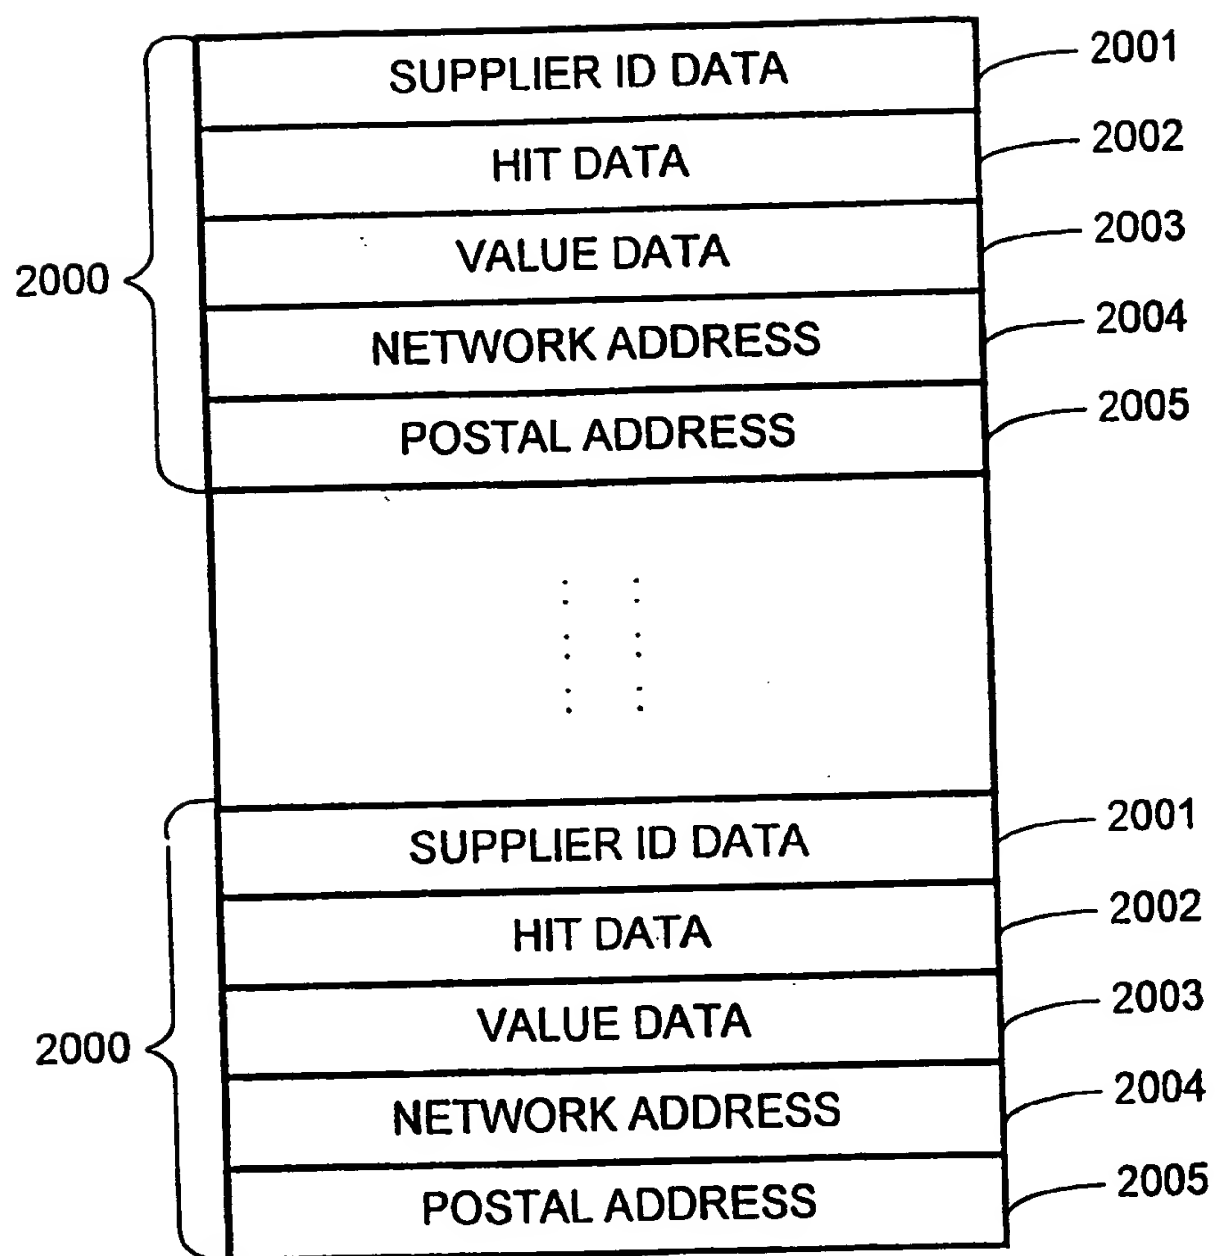 SUPPLIER ID DATA 2001
HIT DATA 2002
VALUE DATA 2003
2000
NETWORK ADDRESS 2004
POSTAL ADDRESS 2005
SUPPLIER ID DATA 2001
HIT DATA 2002
VALUE DATA 2003
2000
NETWORK ADDRESS 2004
POSTAL ADDRESS 2005